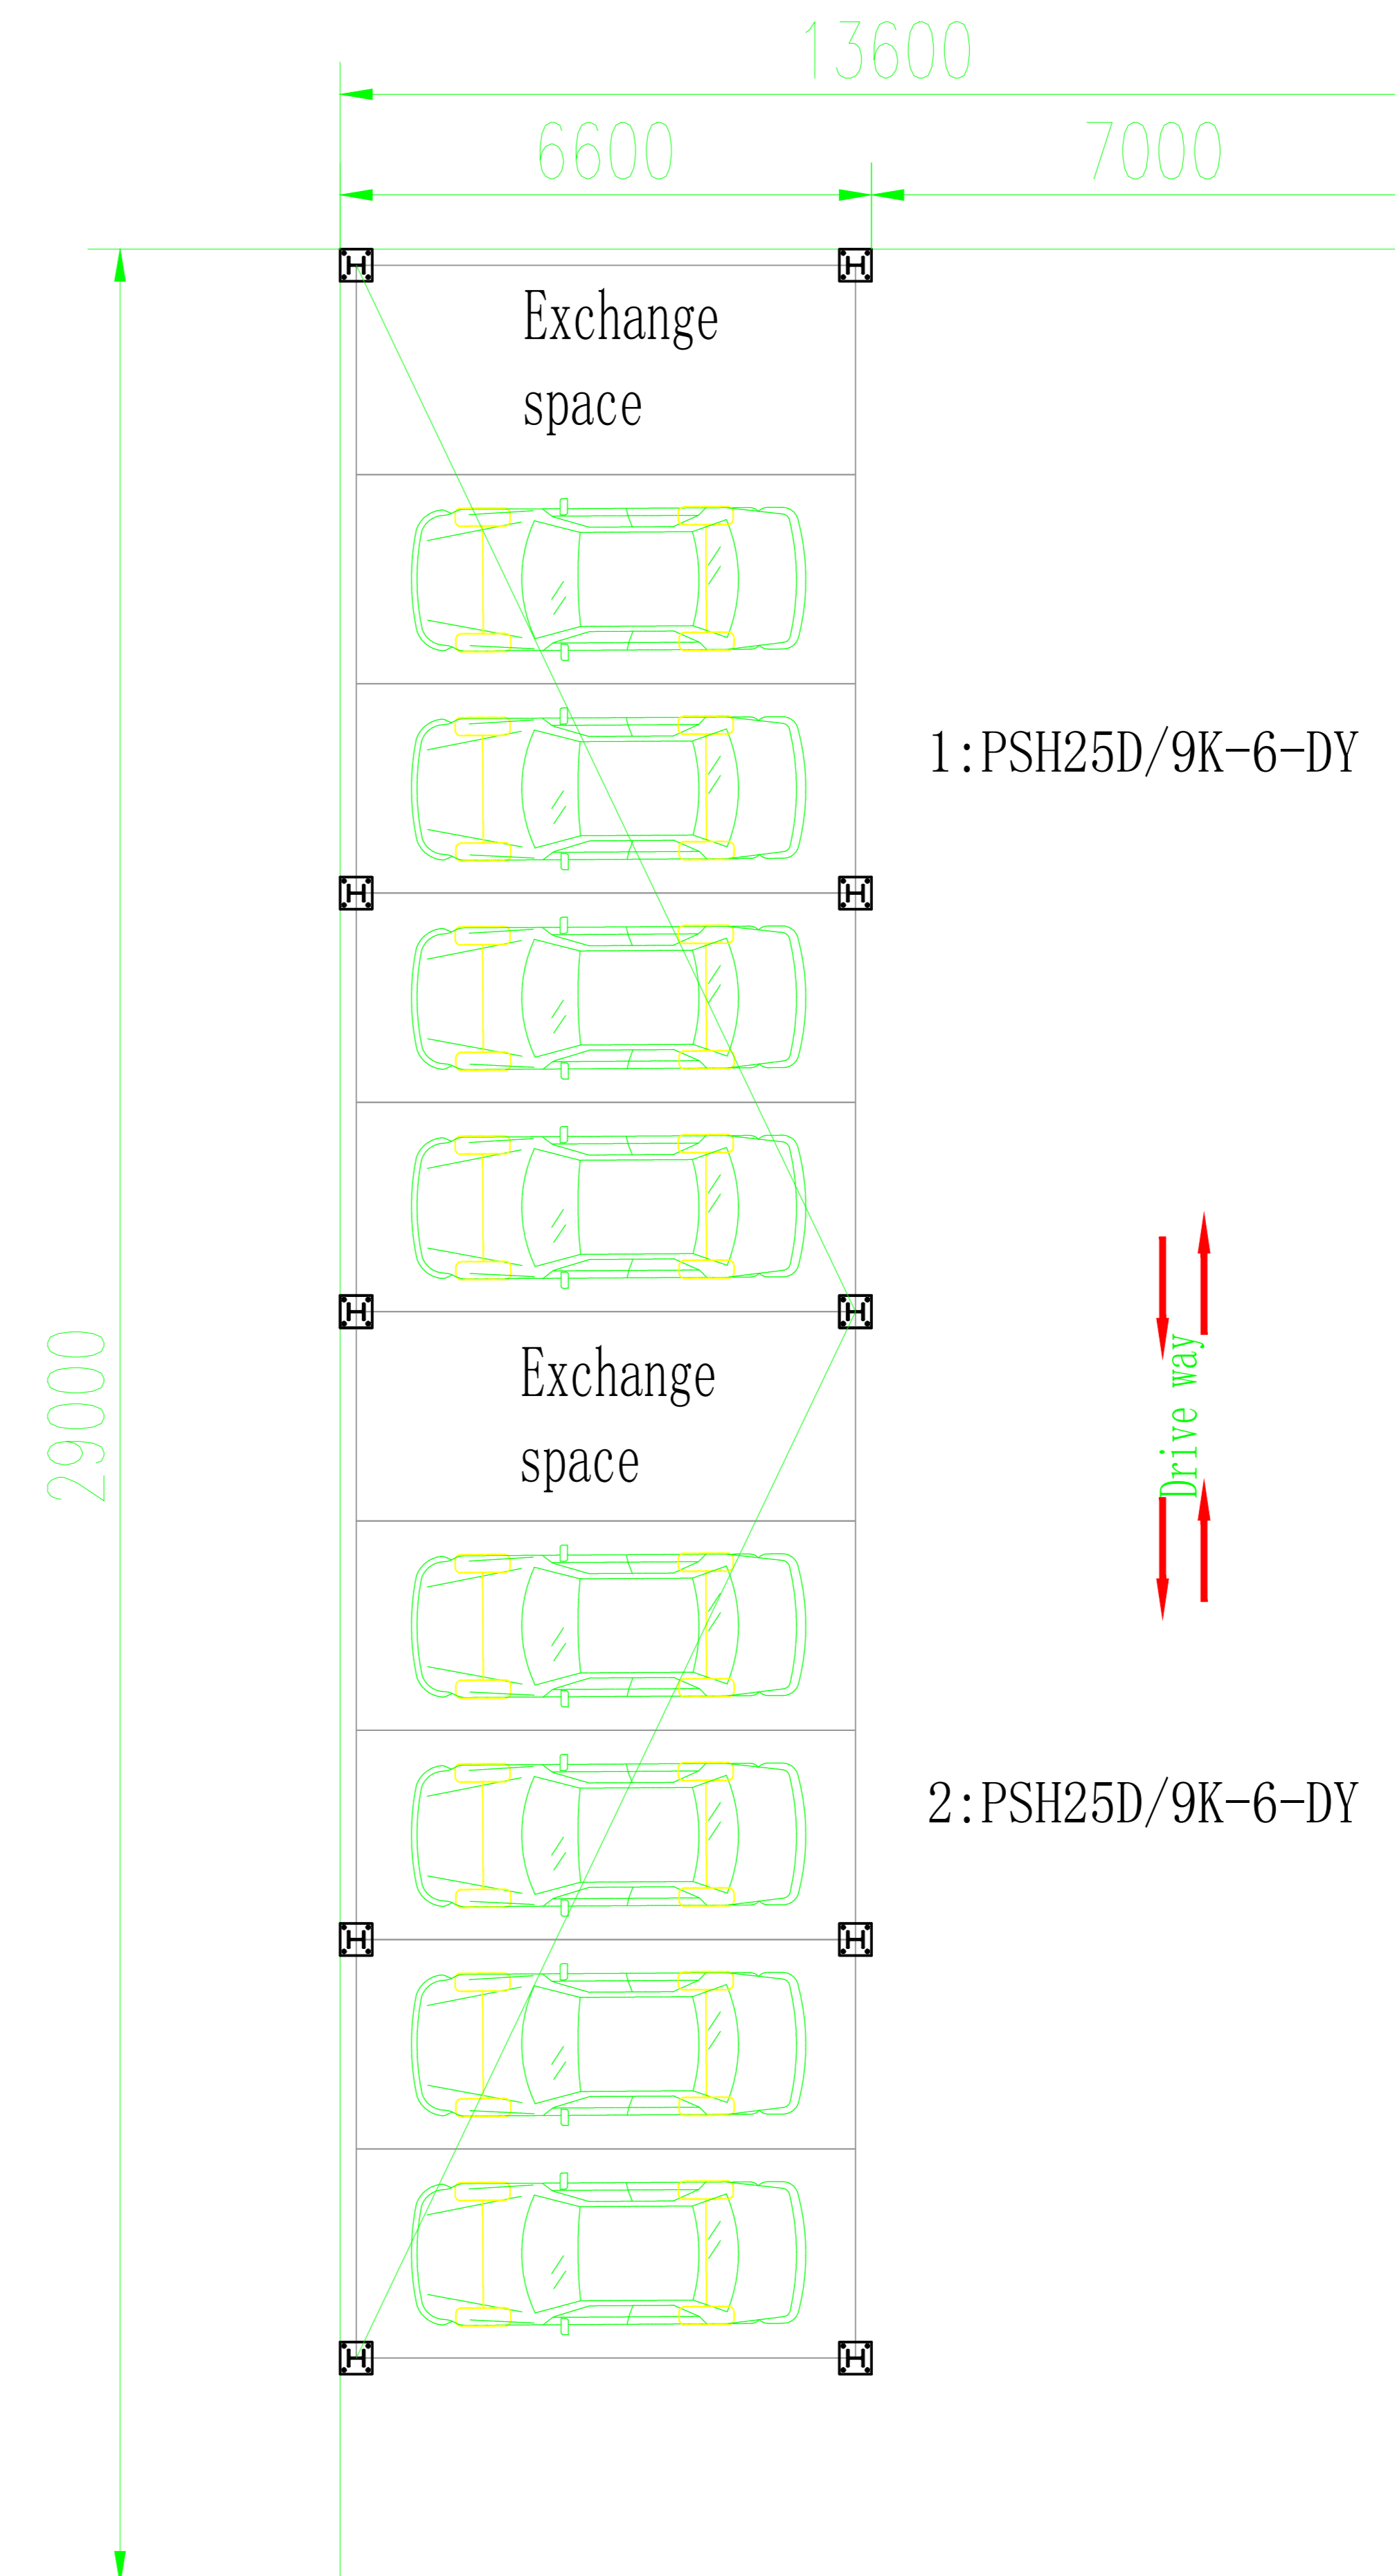 13600
6600
7000
Exchange
space
1:PSH25D/9K-6-DY
29000
Exchange
space
Drive way
2:PSH25D/9K-6-DY